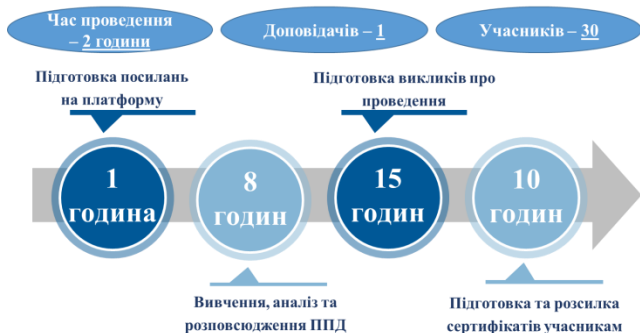 Час проведення
– 2 години
Доповідачів – 1
Учасників – 30
Підготовка посилань
на платформу
Підготовка викликів про
проведення
1
година
8
годин
15
годин
10
годин
Вивчення, аналіз та
розповсюдження ППД
Підготовка та розсилка
сертифікатів учасникам